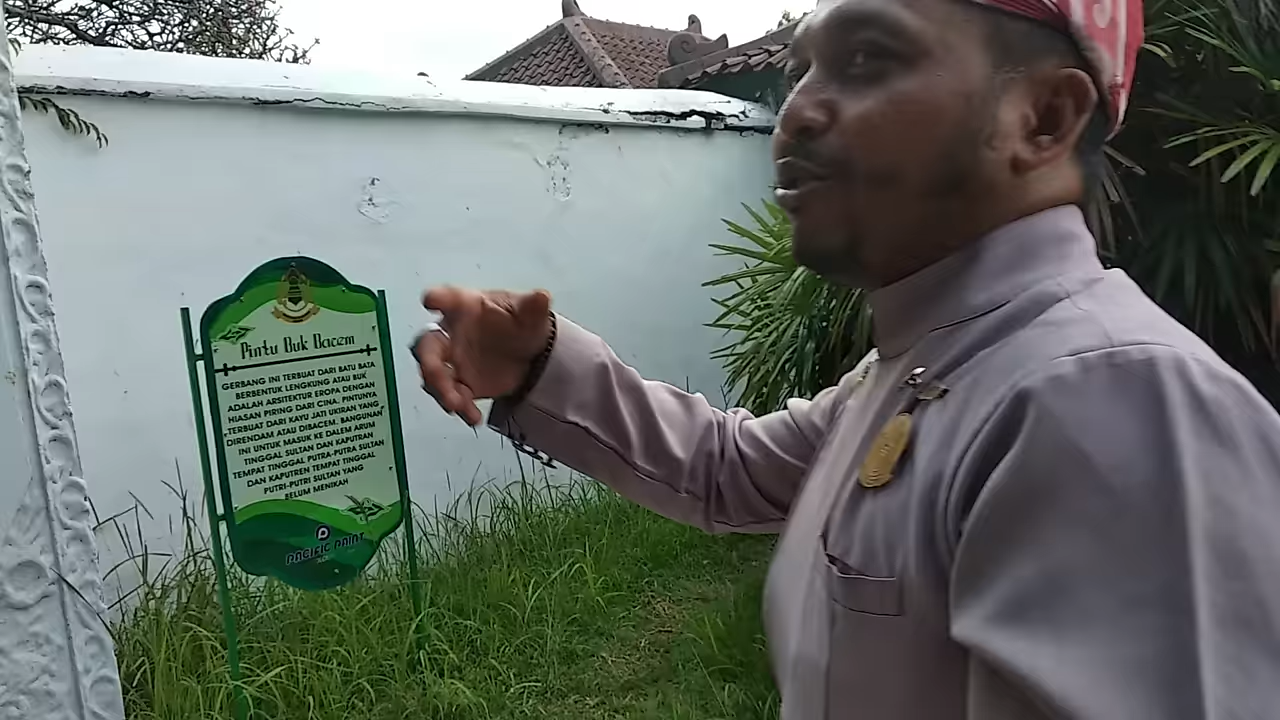 Pintu Buk Bacem
GERBANG INI TERBUAT DARI BATU BATA
BERBENTUK LENGKUNG ATAU BUK
ADALAH ARSITEKTUR EROPA DENGAN
HIASAN PIRING DARI CINA. PINTUNYA
TERBUAT DARI KAYU JATI UKIRAN YANG
DIRENDAM ATAU DIBACEM. BANGUNAN
INI UNTUK MASUK KE DALEM ARUM
TINGGAL SULTAN DAN KAPUTRAN
TEMPAT TINGGAL PUTRA-PUTRA SULTAN
DAN KAPUTREN TEMPAT TINGGAL
PUTRI-PUTRI SULTAN YANG
BELUM MENIKAH
PACIFIC PAINT